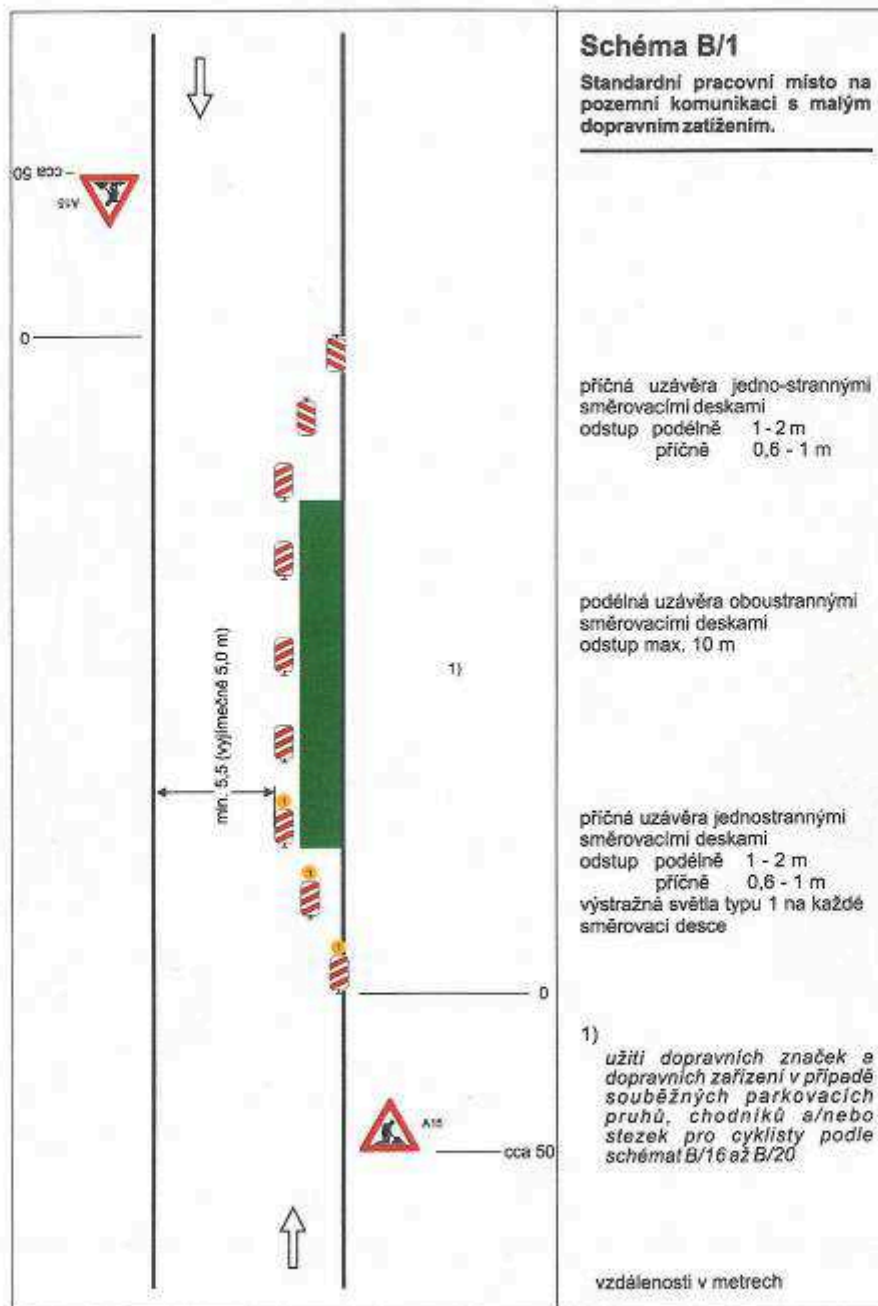 Schéma B/1
Standardní pracovní místo na
pozemní komunikaci s malým
dopravním zatížením.
cca 50
A15
0
příčná uzávěra jedno-strannými
směrovacími deskami
odstup podélně 1 - 2 m
příčně 0,6 - 1 m
podélná uzávěra oboustrannými
směrovacími deskami
odstup max. 10 m
1)
min. 5,5 (vyjímečně 5,0 m)
1
příčná uzávěra jednostrannými
směrovacími deskami
odstup podélně 1 - 2 m
příčně 0,6 - 1 m
výstražná světla typu 1 na každé
směrovací desce
1
1
0
1)
užití dopravních značek a
dopravních zařízení v případě
souběžných parkovacích
pruhů, chodníků a/nebo
stezek pro cyklisty podle
schémat B/16 až B/20
A15
cca 50
vzdálenosti v metrech